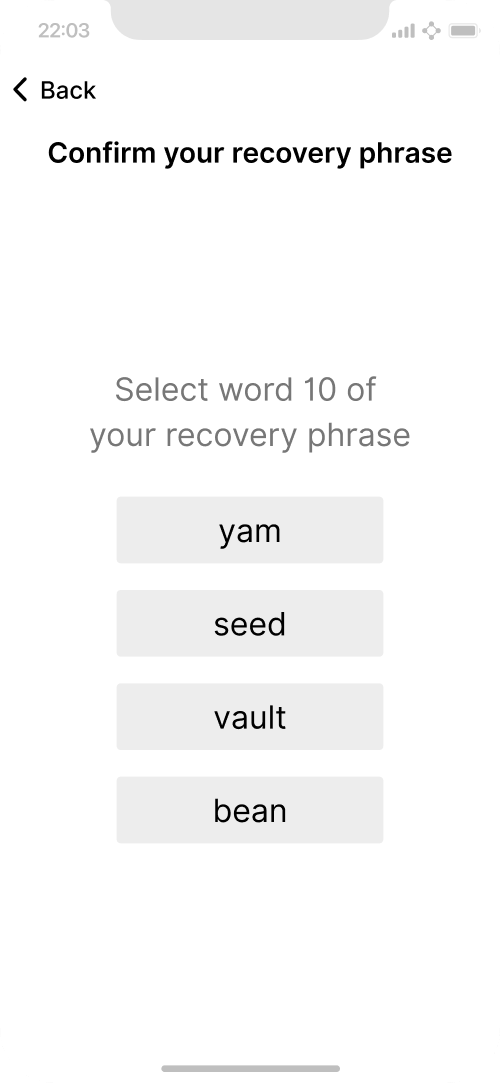 22:03
Back
Confirm your recovery phrase
Select word 10 of
your recovery phrase
yam
seed
vault
bean